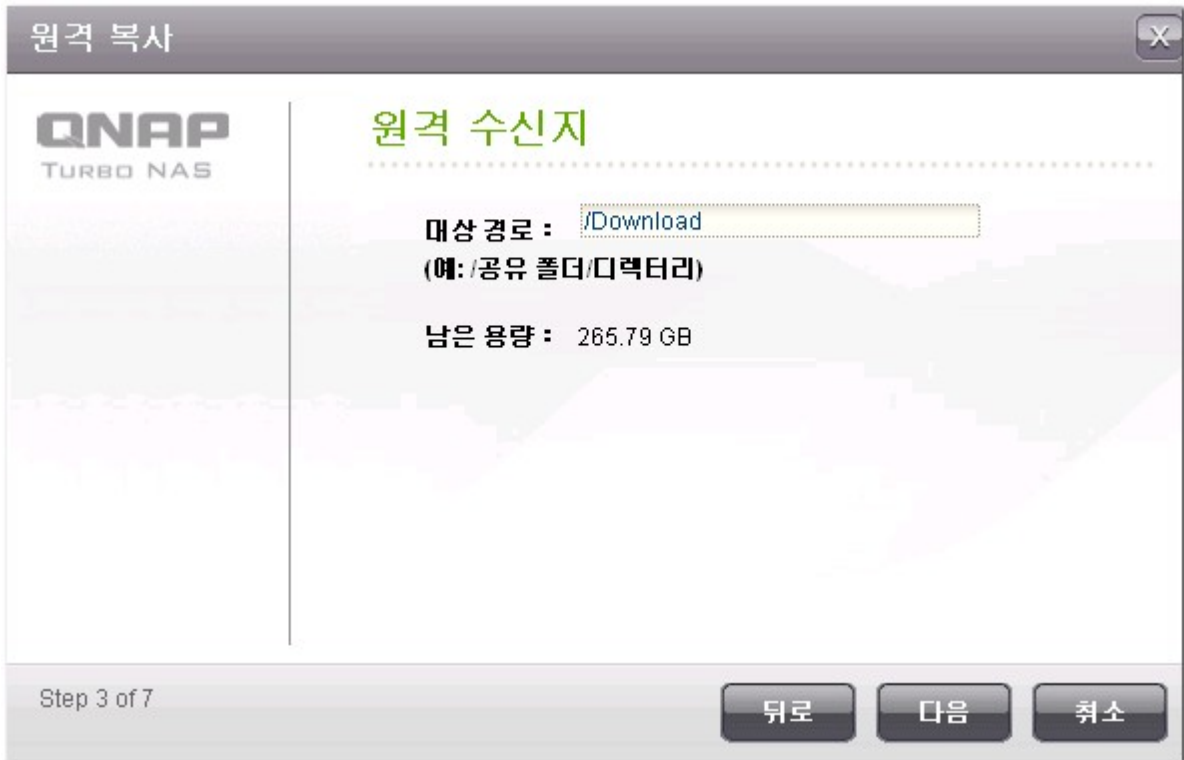 원격 복사
X
QNAP
TURBO NAS
원격 수신지
대상 경로 : /Download
(예: /공유 폴더/디렉터리)
남은 용량 : 265.79 GB
Step 3 of 7
뒤로
다음
취소